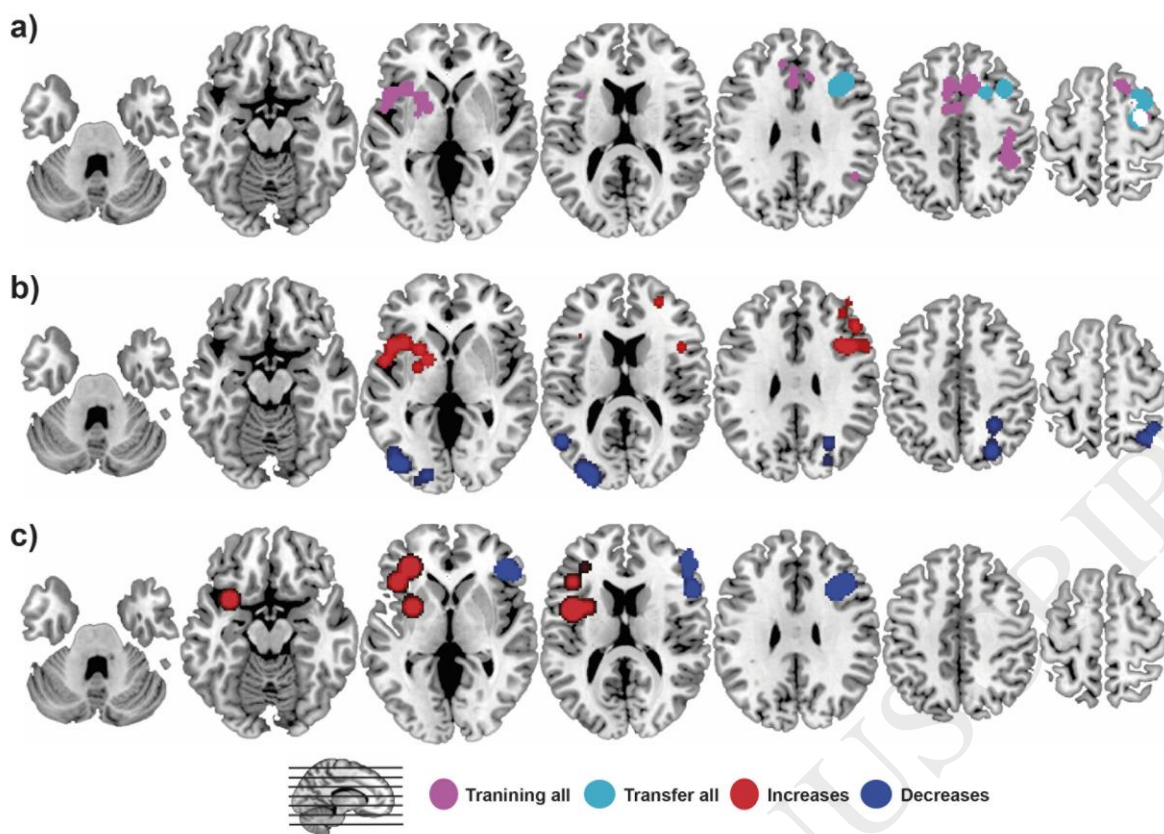 a)
b)
c)
Tranining all
Transfer all
Increases
Decreases